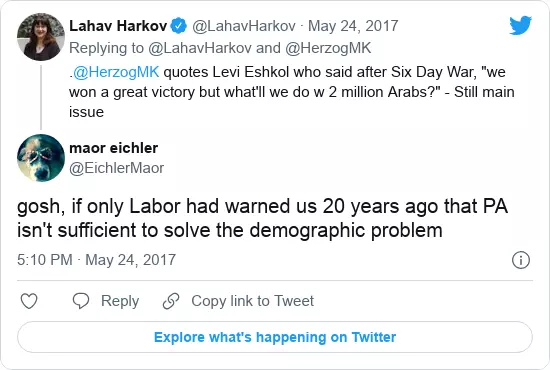 Lahav Harkov @LahavHarkov · May 24, 2017
Replying to @LahavHarkov and @HerzogMK
.@HerzogMK quotes Levi Eshkol who said after Six Day War, "we
won a great victory but what'll we do w 2 million Arabs?" - Still main
issue
maor eichler
@EichlerMaor
gosh, if only Labor had warned us 20 years ago that PA
isn't sufficient to solve the demographic problem
5:10 PM · May 24, 2017
Reply Copy link to Tweet
Explore what's happening on Twitter